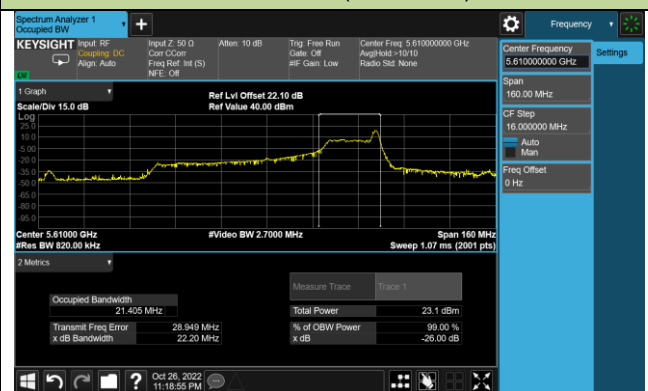 Spectrum Analyzer 1
Occupied BW
Frequency
KEYSIGHT
Input: RF
Coupling: DC
Align: Auto
Input Z: 50 Ω
Corr CCorr
Freq Ref: Int (S)
NFE: Off
Atten: 10 dB
Trig: Free Run
Gate: Off
#IF Gain: Low
Center Freq: 5.610000000 GHz
Avg|Hold:>10/10
Radio Std: None
LXI
Center Frequency
5.610000000 GHz
Settings
Span
160.00 MHz
CF Step
16.000000 MHz
Auto
Man
Freq Offset
0 Hz
1 Graph
Scale/Div 15.0 dB
Ref Lvl Offset 22.10 dB
Ref Value 40.00 dBm
Log
25.0
10.0
-5.00
-20.0
-35.0
-50.0
-65.0
-80.0
-95.0
Center 5.61000 GHz
#Video BW 2.7000 MHz
Span 160 MHz
#Res BW 820.00 kHz
Sweep 1.07 ms (2001 pts)
2 Metrics
Measure Trace
Trace 1
Occupied Bandwidth
21.405 MHz
Total Power
23.1 dBm
Transmit Freq Error
28.949 MHz
% of OBW Power
99.00 %
x dB Bandwidth
22.20 MHz
x dB
-26.00 dB
?
Oct 26, 2022
11:18:55 PM